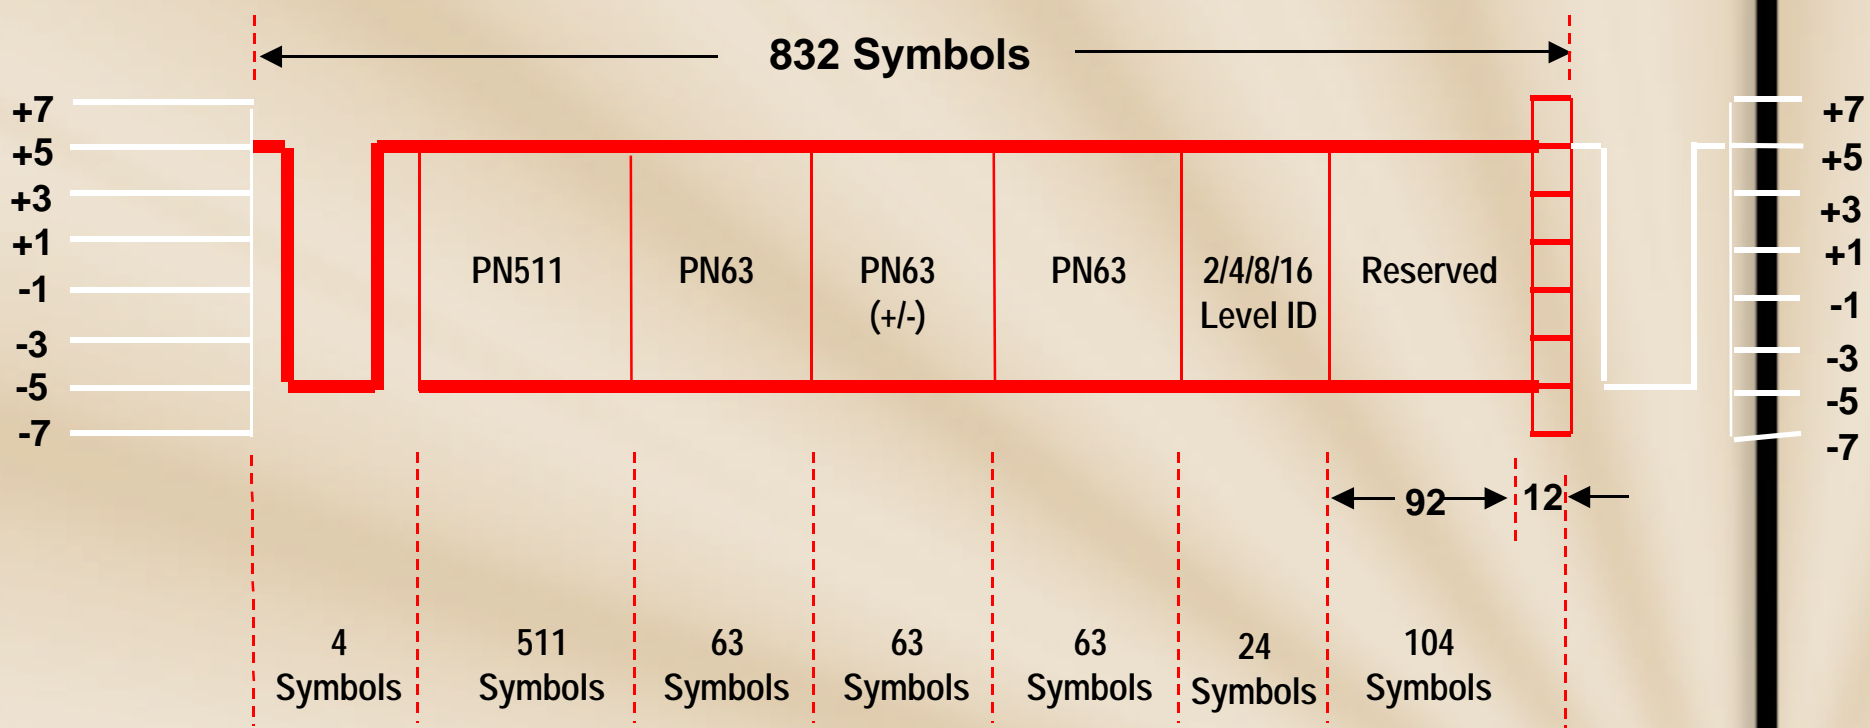 832 Symbols
+7
+5
+3
+1
-1
-3
-5
-7
PN511
PN63
PN63
(+/-)
PN63
2/4/8/16
Level ID
Reserved
+7
+5
+3
+1
-1
-3
-5
-7
92
12
4
Symbols
511
Symbols
63
Symbols
63
Symbols
63
Symbols
24
Symbols
104
Symbols